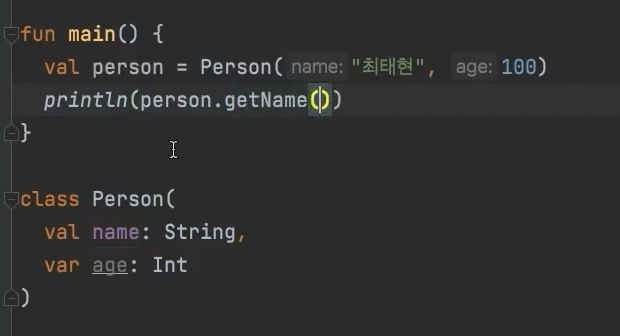 fun main() {
val person = Person( name: "최태현", age: 100)
println(person.getName())
}
class Person(
val name: String,
var age: Int
)